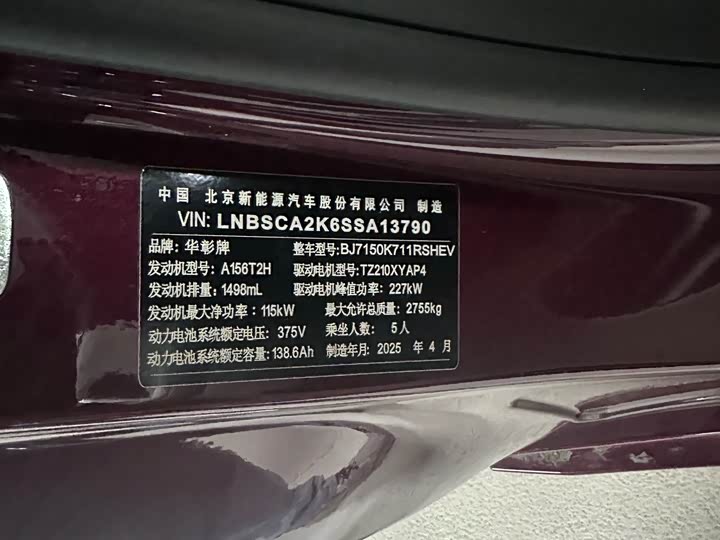 中国 北京新能源汽车股份有限公司 制造
VIN: LNBSCA2K6SSA13790
品牌: 华彰牌 整车型号: BJ7150K711RSHEV
发动机型号: A156T2H 驱动电机型号: TZ210XYAP4
发动机排量: 1498mL 驱动电机峰值功率: 227kW
发动机最大净功率: 115kW 最大允许总质量: 2755kg
动力电池系统额定电压: 375V 乘坐人数: 5人
动力电池系统额定容量: 138.6Ah 制造年月: 2025 年 4 月